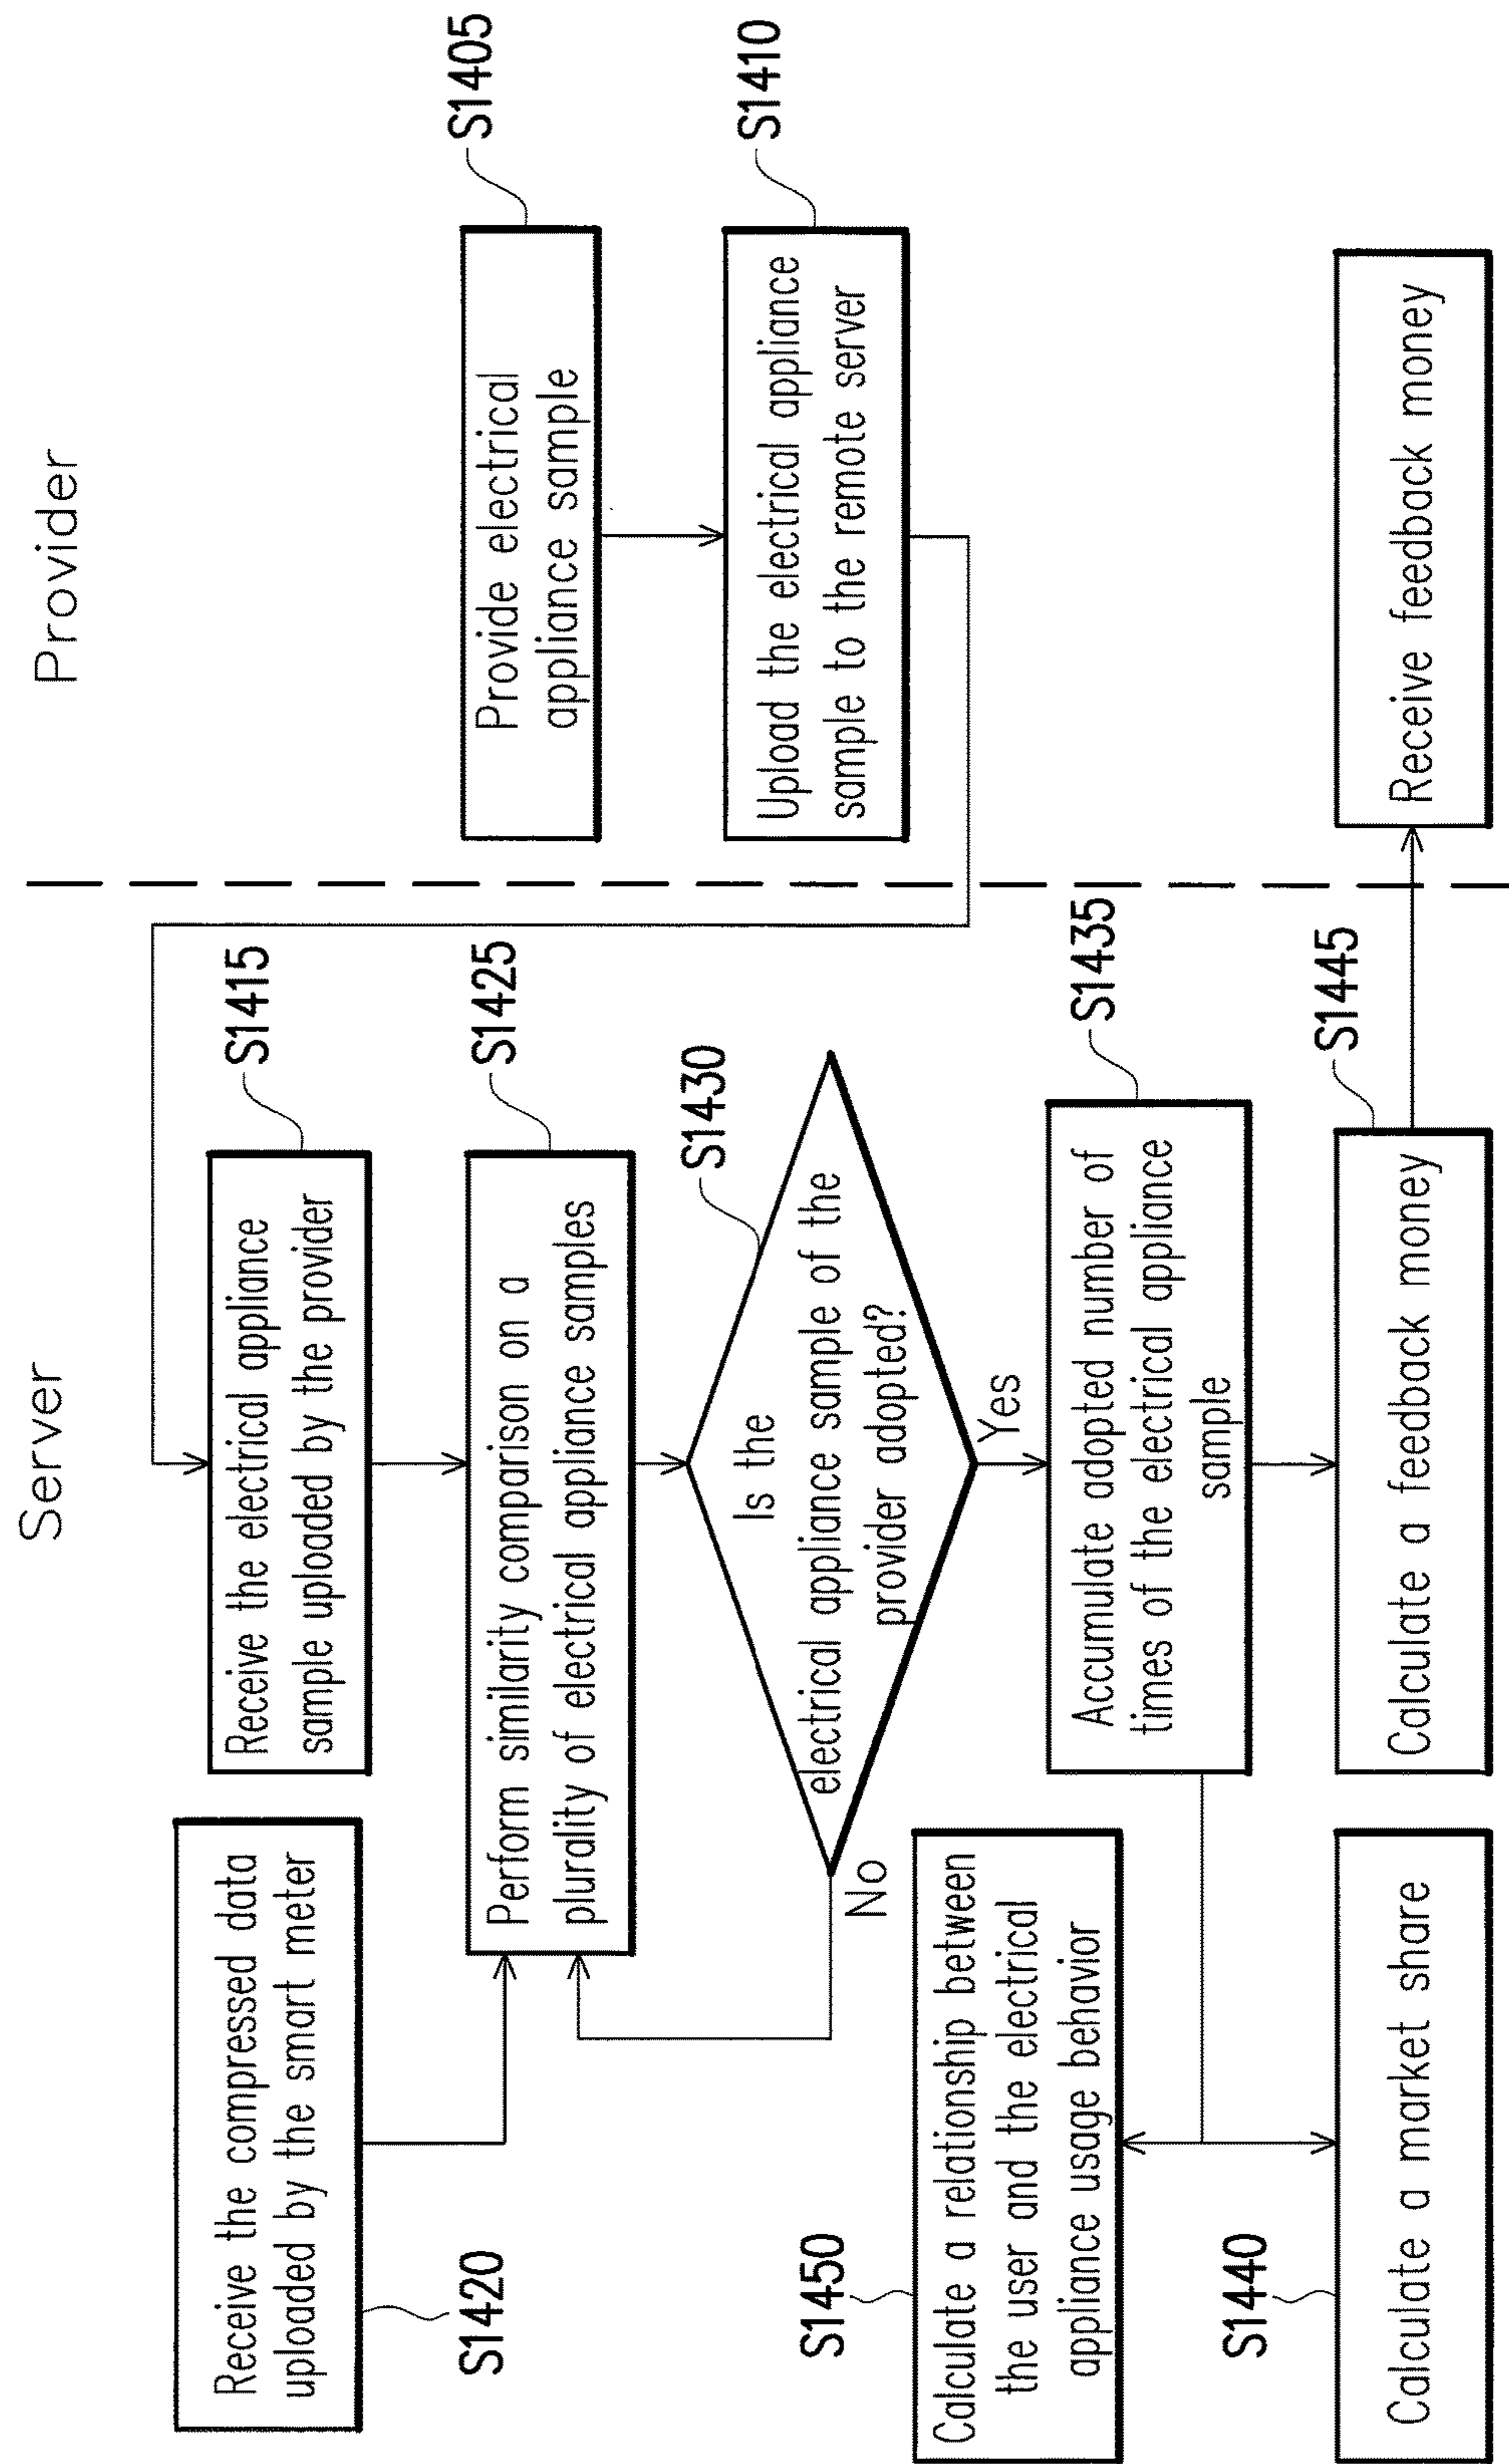 Server
Provider
Provide electrical
appliance sample
S1405
Upload the electrical appliance
sample to the remote server
S1410
Receive the electrical appliance
sample uploaded by the provider
S1415
Receive the compressed data
uploaded by the smart meter
S1420
Perform similarity comparison on a
plurality of electrical appliance samples
S1425
Is the
electrical appliance sample of the
provider adopted?
S1430
No
Yes
Accumulate adopted number of
times of the electrical appliance
sample
S1435
Calculate a relationship between
the user and the electrical
appliance usage behavior
S1450
Calculate a market share
S1440
Calculate a feedback money
S1445
Receive feedback money